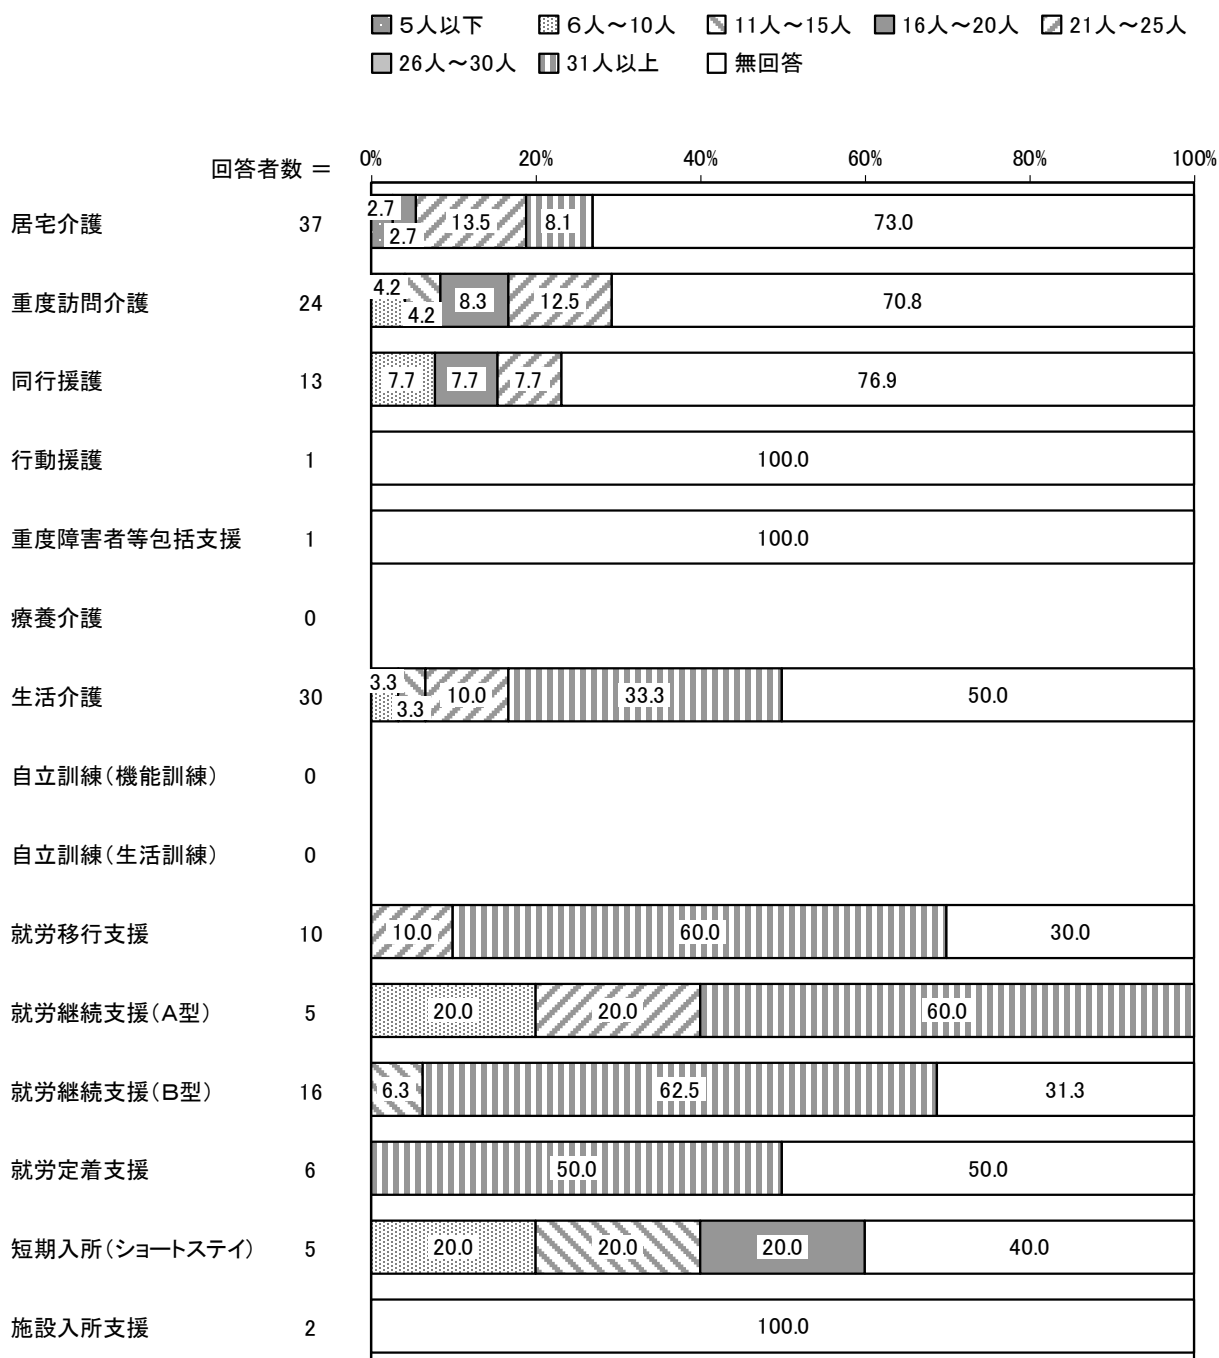 ５人以下 ６人～10人 11人～15人 16人～20人 21人～25人
26人～30人 31人以上 無回答
回答者数 ＝ 0% 20% 40% 60% 80% 100%
居宅介護 37 2.7 2.7 13.5 8.1 73.0
重度訪問介護 24 4.2 4.2 8.3 12.5 70.8
同行援護 13 7.7 7.7 7.7 76.9
行動援護 1 100.0
重度障害者等包括支援 1 100.0
療養介護 0
生活介護 30 3.3 3.3 10.0 33.3 50.0
自立訓練（機能訓練） 0
自立訓練（生活訓練） 0
就労移行支援 10 10.0 60.0 30.0
就労継続支援（Ａ型） 5 20.0 20.0 60.0
就労継続支援（Ｂ型） 16 6.3 62.5 31.3
就労定着支援 6 50.0 50.0
短期入所（ショートステイ） 5 20.0 20.0 20.0 40.0
施設入所支援 2 100.0